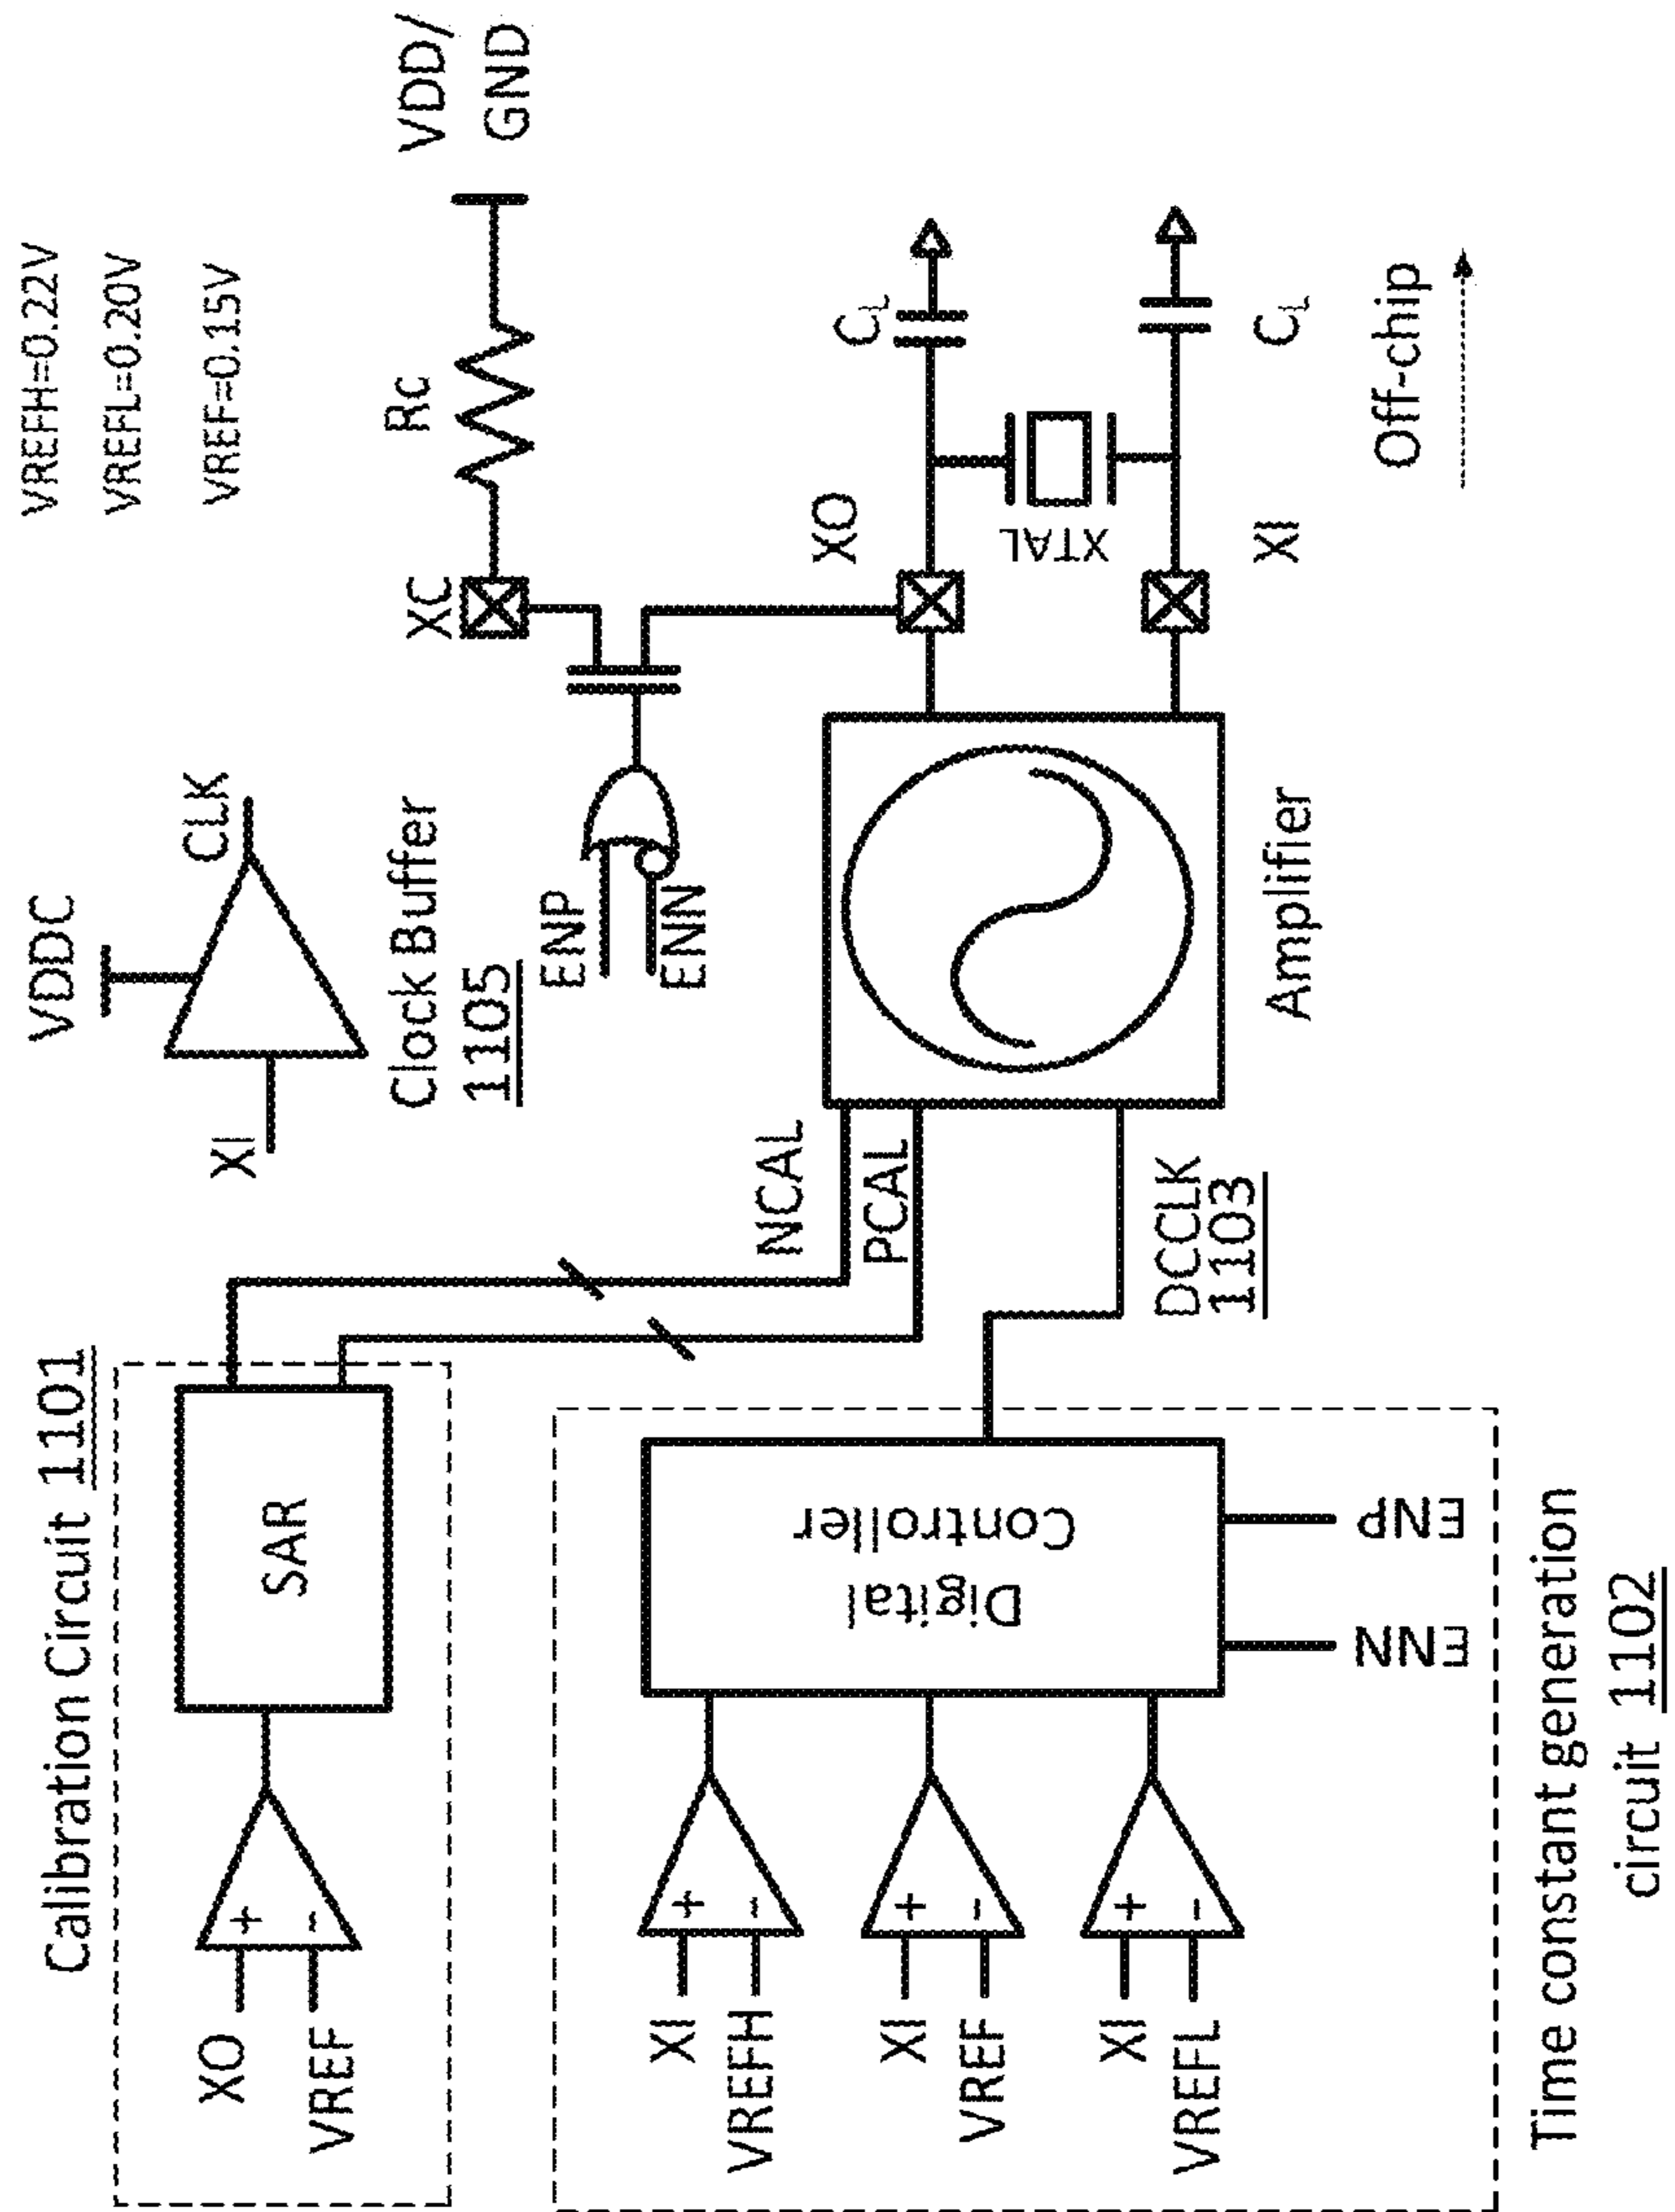 Calibration Circuit 1101
XO
VREF
+
-
SAR
XI
VDDC
CLK
Clock Buffer
1105
VREFH=0.22V
VREFL=0.20V
VREF=0.15V
XC
Rc
VDD/
GND
ENP
ENN
NCAL
PCAL
DCCLK
1103
Amplifier
XO
XI
XTAL
CL
CL
Off-chip
XI
VREFH
+
-
XI
VREF
+
-
XI
VREFL
+
-
Digital
Controller
ENN
ENP
Time constant generation
circuit 1102